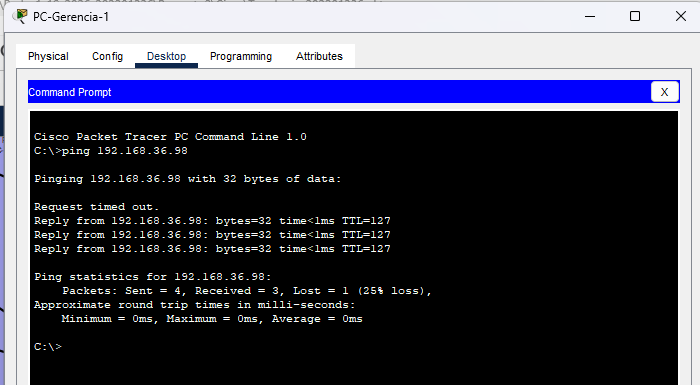 PC-Gerencia-1
Physical Config Desktop Programming Attributes
Command Prompt X
Cisco Packet Tracer PC Command Line 1.0
C:\>ping 192.168.36.98
Pinging 192.168.36.98 with 32 bytes of data:
Request timed out.
Reply from 192.168.36.98: bytes=32 time<1ms TTL=127
Reply from 192.168.36.98: bytes=32 time<1ms TTL=127
Reply from 192.168.36.98: bytes=32 time<1ms TTL=127
Ping statistics for 192.168.36.98:
Packets: Sent = 4, Received = 3, Lost = 1 (25% loss),
Approximate round trip times in milli-seconds:
Minimum = 0ms, Maximum = 0ms, Average = 0ms
C:\>